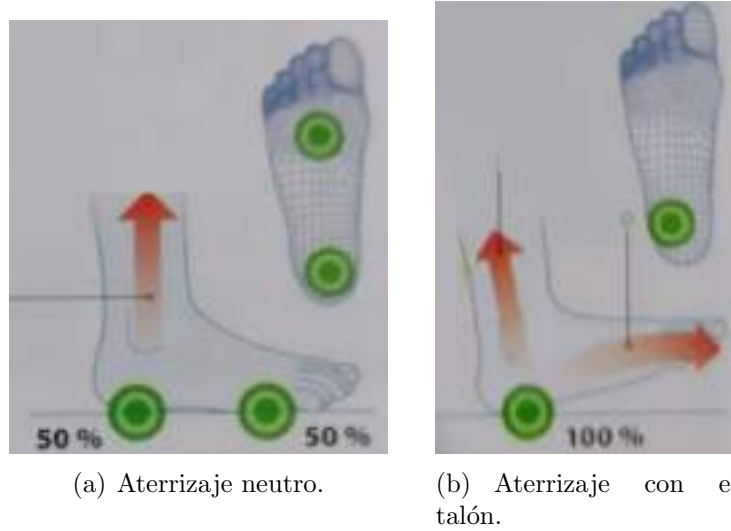 50 %
50 %
100 %
(a) Aterrizaje neutro.
(b) Aterrizaje con e
talón.